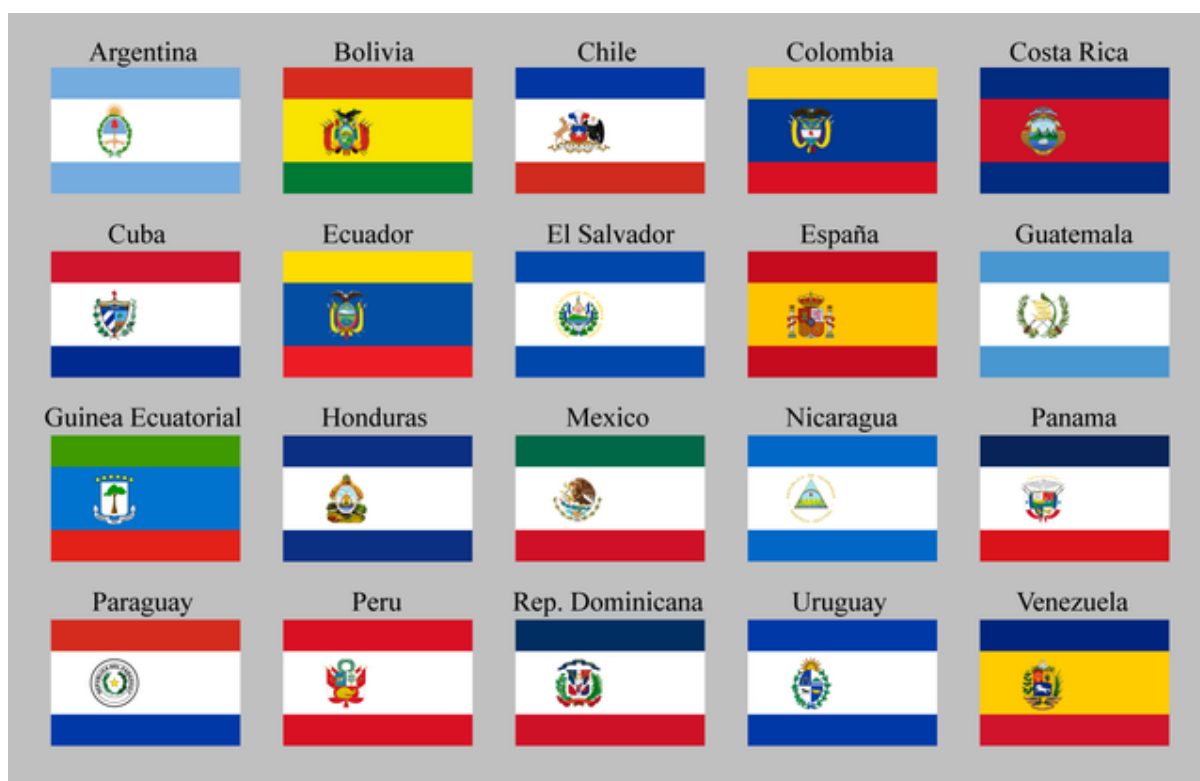 Argentina
Bolivia
Chile
Colombia
Costa Rica
Cuba
Ecuador
El Salvador
España
Guatemala
Guinea Ecuatorial
Honduras
Mexico
Nicaragua
Panama
Paraguay
Peru
Rep. Dominicana
Uruguay
Venezuela